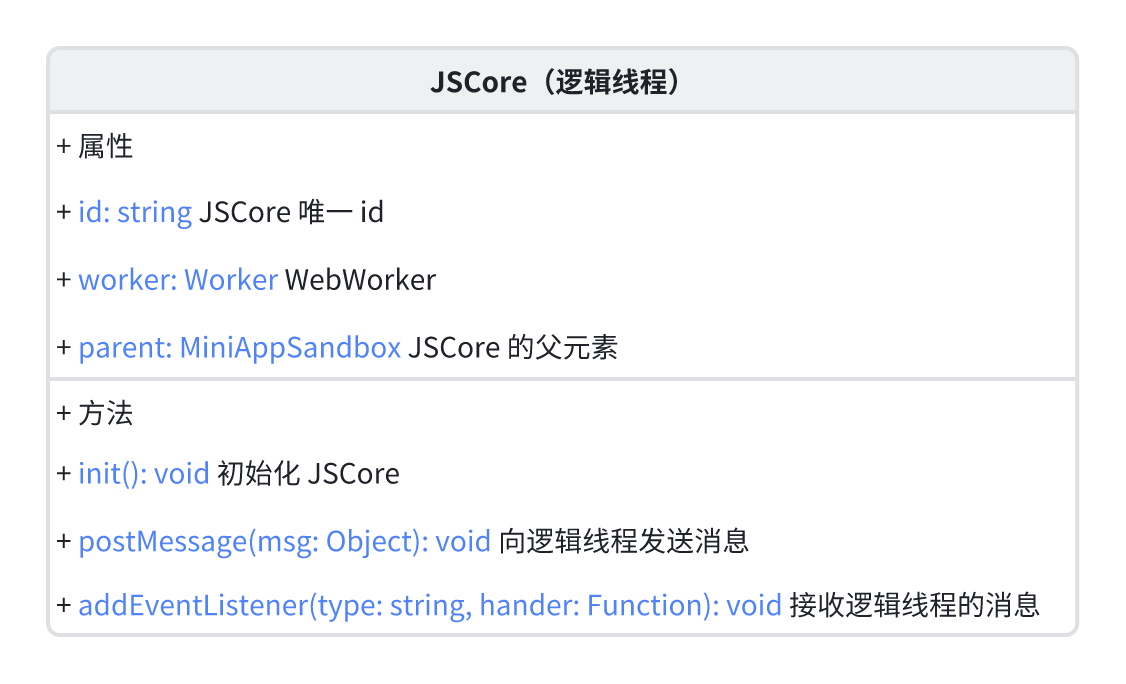 JSCore（逻辑线程）
+ 属性
+ id: string JSCore 唯一 id
+ worker: Worker WebWorker
+ parent: MiniAppSandbox JSCore 的父元素
+ 方法
+ init(): void 初始化 JSCore
+ postMessage(msg: Object): void 向逻辑线程发送消息
+ addEventListener(type: string, hander: Function): void 接收逻辑线程的消息